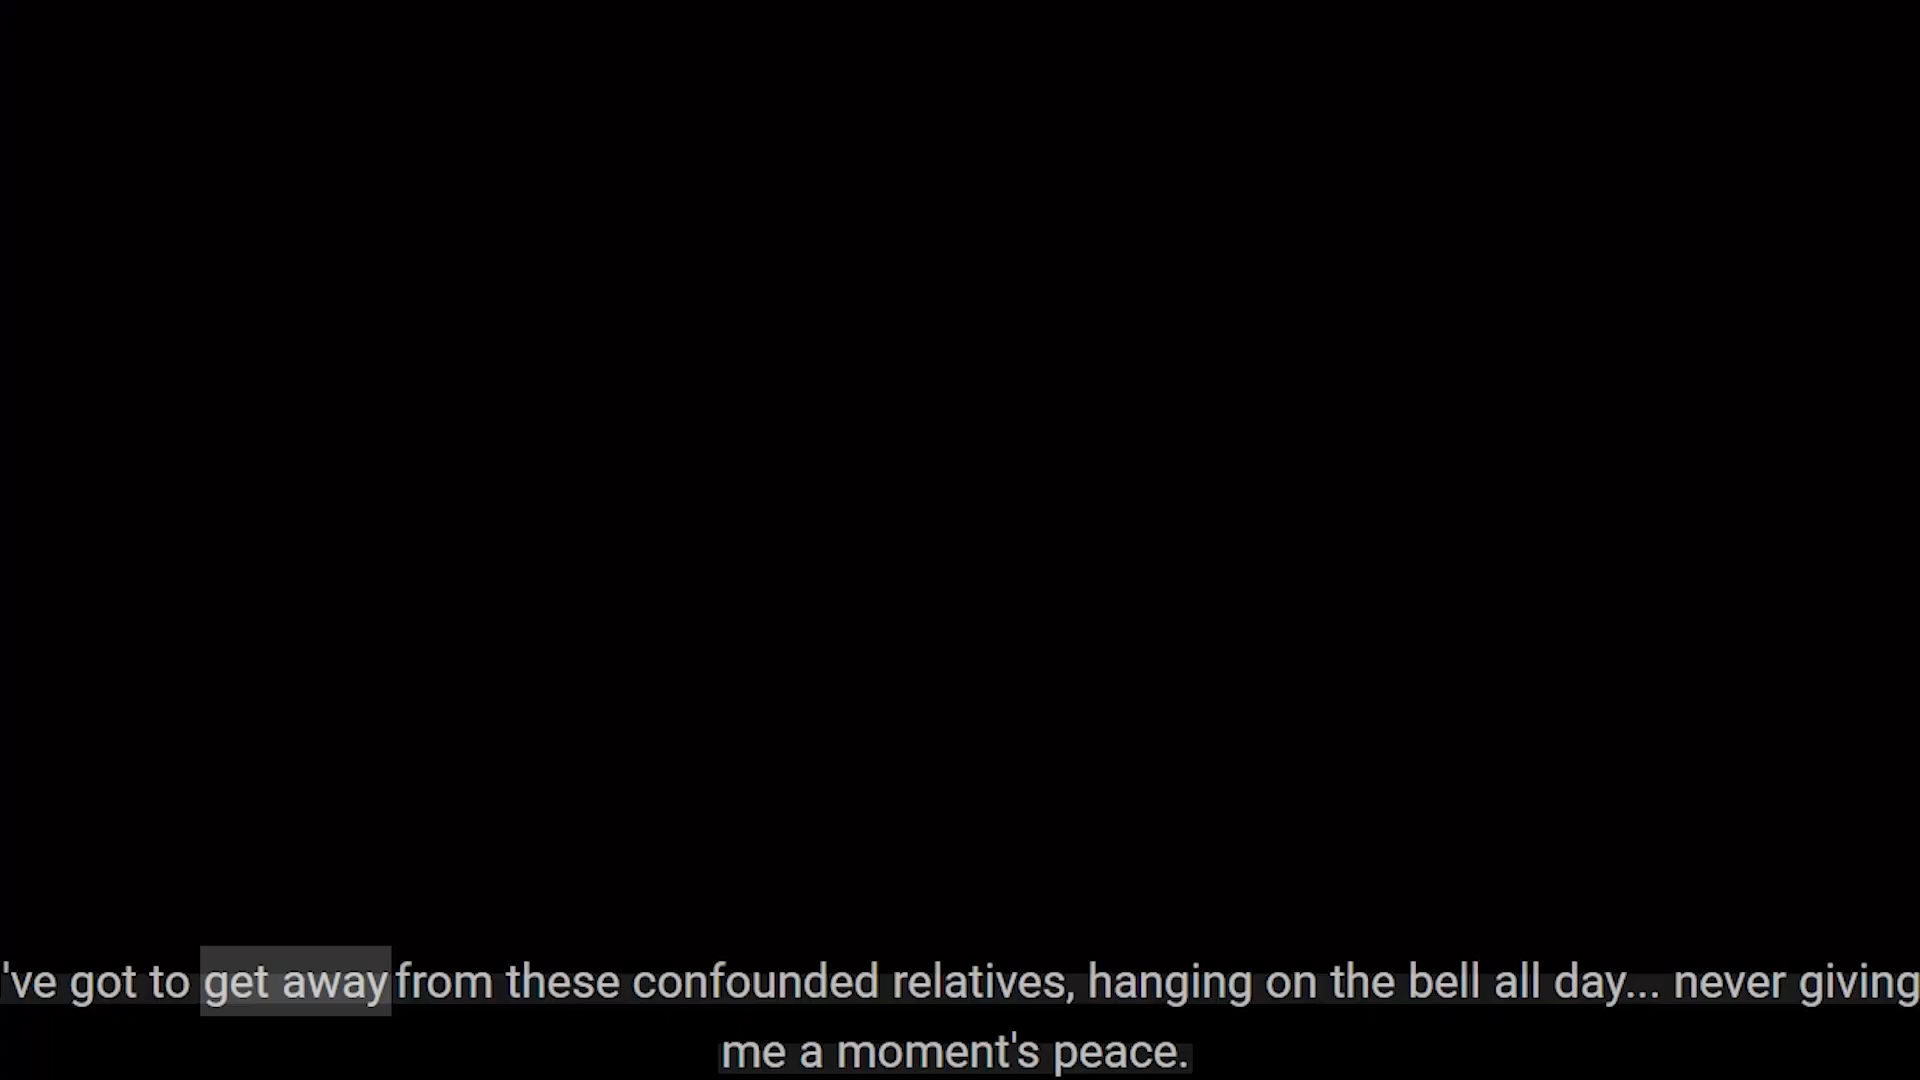 've got to get away from these confounded relatives, hanging on the bell all day... never giving
me a moment's peace.